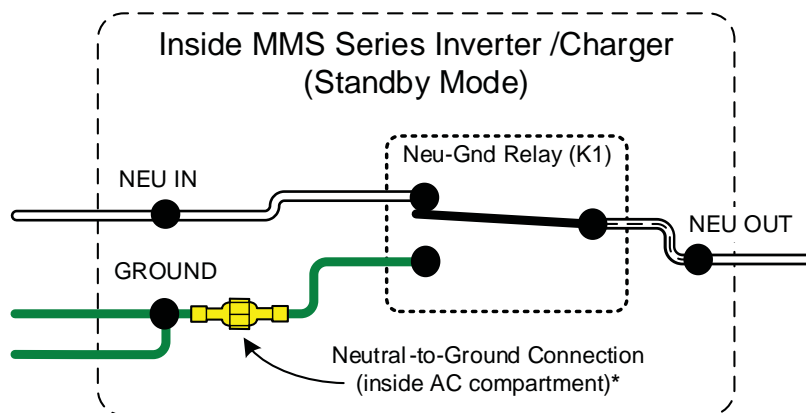 Inside MMS Series Inverter /Charger
(Standby Mode)
Neu-Gnd Relay (K1)
NEU IN
NEU OUT
GROUND
Neutral-to-Ground Connection
(inside AC compartment)*